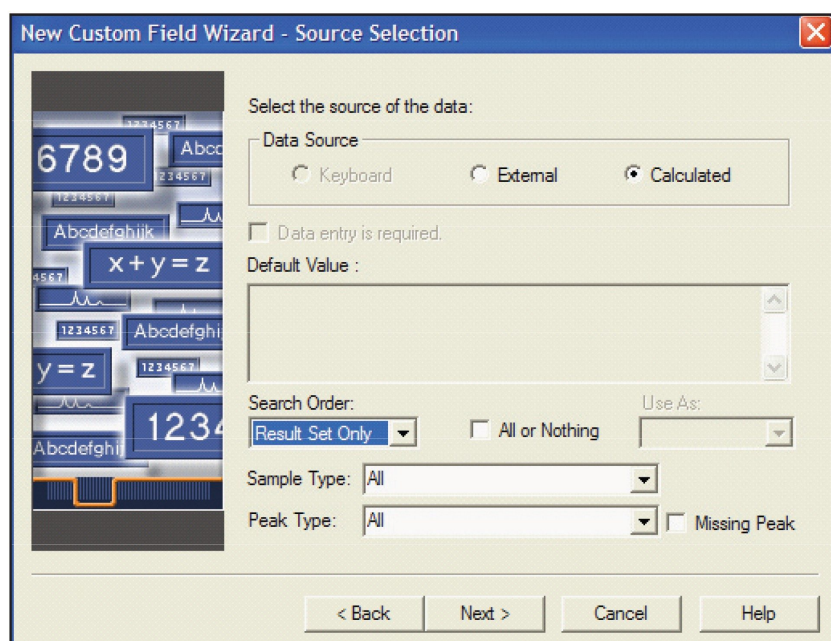 New Custom Field Wizard - Source Selection
1234567
6789
Abcd
1234567
1234567
Abcdefghijk
x + y = z
4567
1234567
Abcdefghi
y = z
1234567
1234
Abcdefghi
Select the source of the data:
Data Source
Keyboard External Calculated
Data entry is required.
Default Value :
Search Order: Use As:
Result Set Only All or Nothing
Sample Type: All
Peak Type: All Missing Peak
< Back Next > Cancel Help